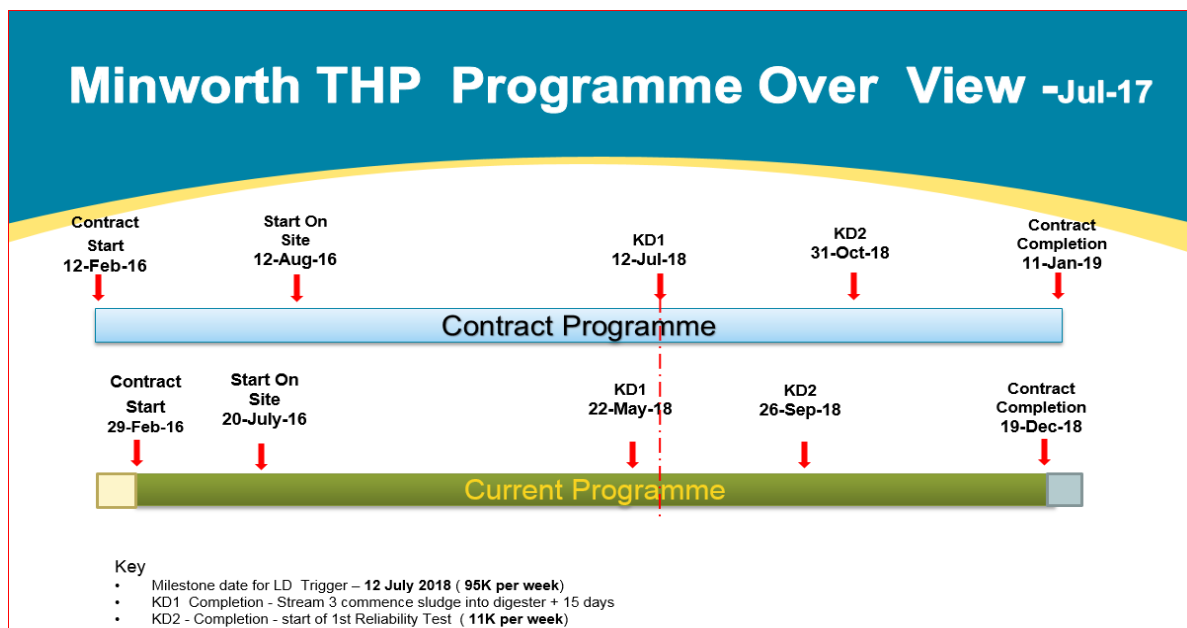 Minworth THP  Programme Over  View -Jul-17
Contract
Start
12-Feb-16
Start On
Site
12-Aug-16
KD1
12-Jul-18
KD2
31-Oct-18
Contract
Completion
11-Jan-19
Contract Programme
Contract
Start
29-Feb-16
Start On
Site
20-July-16
KD1
22-May-18
KD2
26-Sep-18
Contract
Completion
19-Dec-18
Current Programme
Key
• Milestone date for LD  Trigger – 12 July 2018 ( 95K per week)
• KD1  Completion - Stream 3 commence sludge into digester + 15 days
• KD2 - Completion - start of 1st Reliability Test  ( 11K per week)